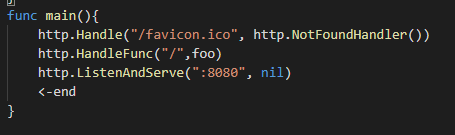 func main(){
http.Handle("/favicon.ico", http.NotFoundHandler())
http.HandleFunc("/",foo)
http.ListenAndServe(":8080", nil)
<-end
}